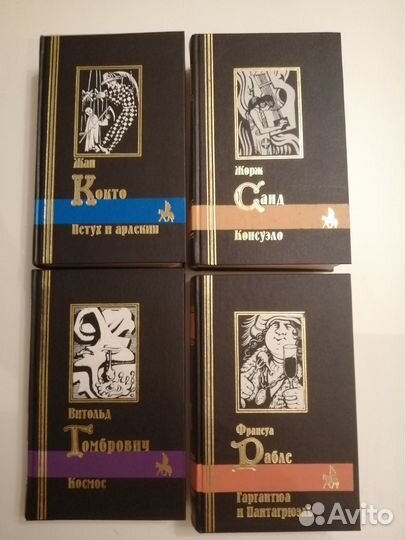 Жан
Кокто
Петух и арлекин
Жорж
Санд
Консуэло
Витольд
Гомбрович
Космос
Франсуа
Рабле
Гаргантюа
и Пантагрюэль
Avito